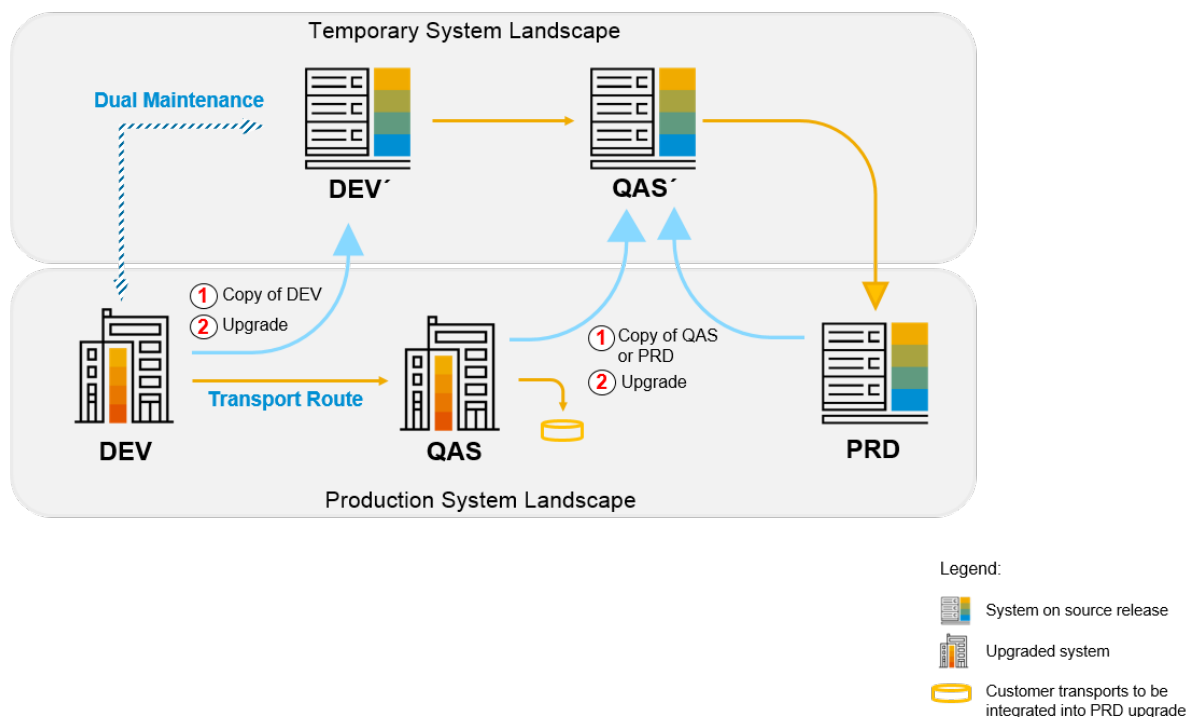 Temporary System Landscape
Dual Maintenance
DEV´
QAS´
1 Copy of DEV
2 Upgrade
1 Copy of QAS
or PRD
2 Upgrade
Transport Route
DEV
QAS
PRD
Production System Landscape
Legend:
System on source release
Upgraded system
Customer transports to be
integrated into PRD upgrade